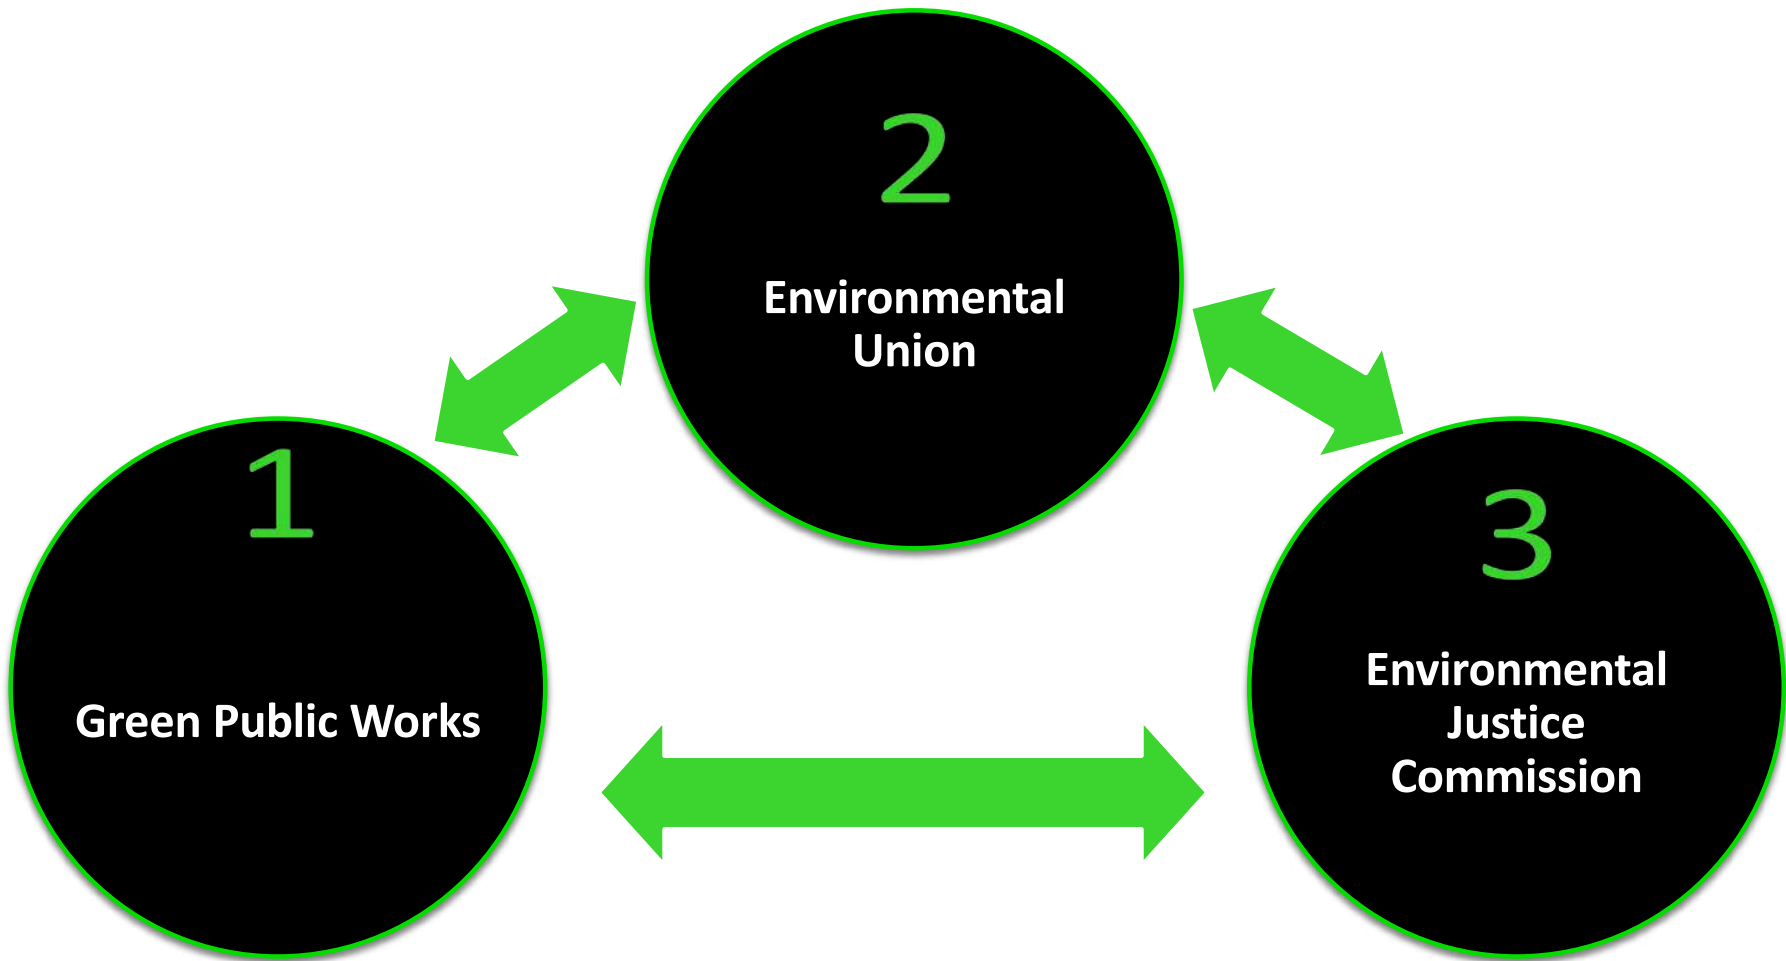 1
Green Public Works
2
Environmental
Union
3
Environmental
Justice
Commission